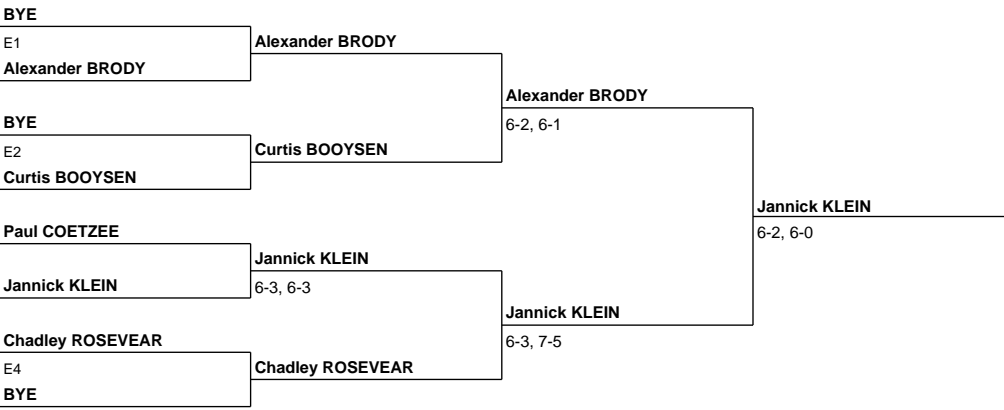 BYE
E1
Alexander BRODY
BYE
E2
Curtis BOOYSEN
Paul COETZEE
Jannick KLEIN
Chadley ROSEVEAR
E4
BYE
Alexander BRODY
Curtis BOOYSEN
Jannick KLEIN
6-3, 6-3
Chadley ROSEVEAR
Alexander BRODY
6-2, 6-1
Jannick KLEIN
6-3, 7-5
Jannick KLEIN
6-2, 6-0